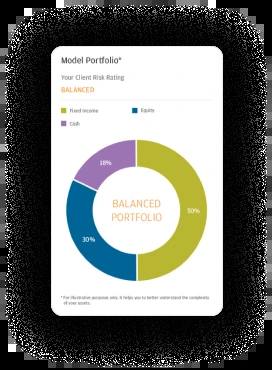 Model Portfolio*
Your Client Risk Rating
BALANCED
Fixed Income
Equity
Cash
18%
BALANCED
PORTFOLIO
50%
30%
* For illustrative purposes only. It helps you to better understand the complexity
of your assets.